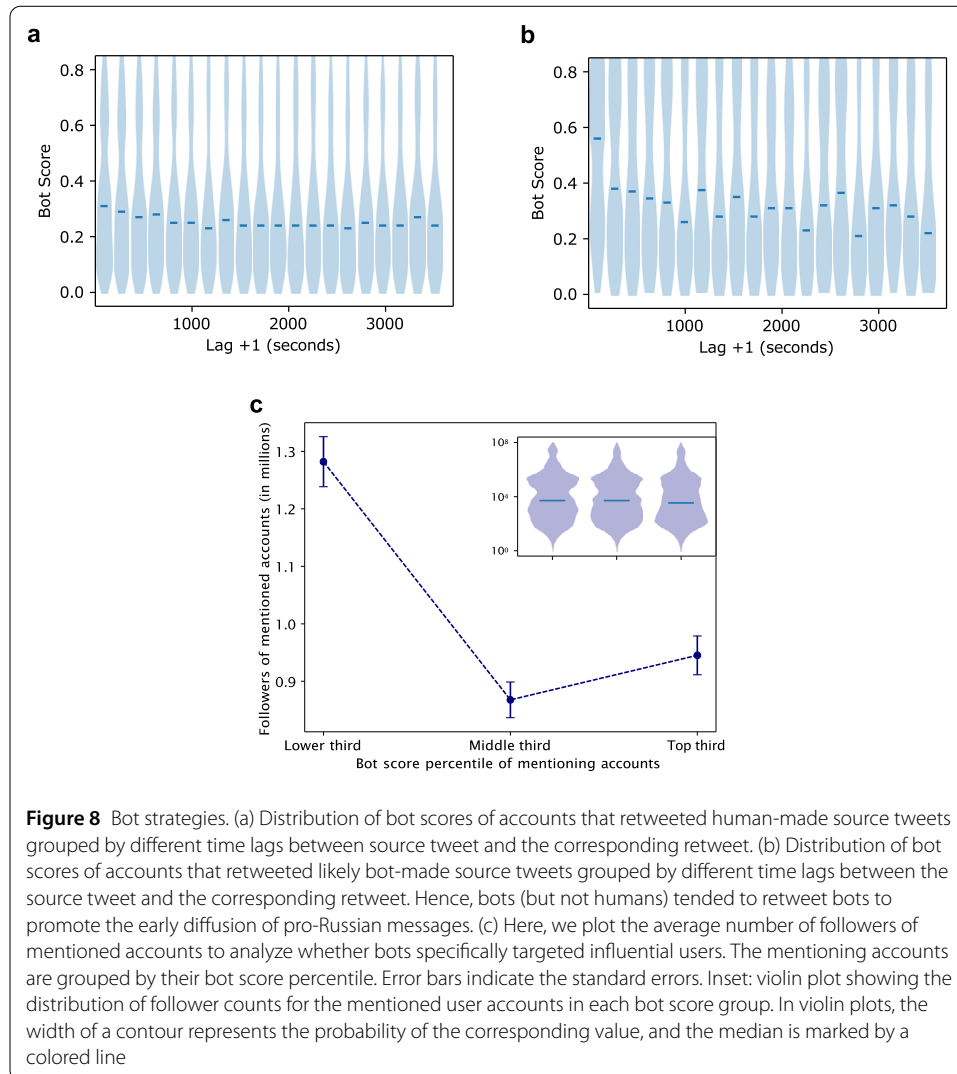 a
0.8
0.6
0.4
0.2
0.0
Bot Score
1000 2000 3000
Lag +1 (seconds)
b
0.8
0.6
0.4
0.2
0.0
Bot Score
1000 2000 3000
Lag +1 (seconds)
c
1.3
1.2
1.1
1.0
0.9
Followers of mentioned accounts (in millions)
10⁸
10⁴
10⁰
Lower third Middle third Top third
Bot score percentile of mentioning accounts
Figure 8 Bot strategies. (a) Distribution of bot scores of accounts that retweeted human-made source tweets
grouped by different time lags between source tweet and the corresponding retweet. (b) Distribution of bot
scores of accounts that retweeted likely bot-made source tweets grouped by different time lags between the
source tweet and the corresponding retweet. Hence, bots (but not humans) tended to retweet bots to
promote the early diffusion of pro-Russian messages. (c) Here, we plot the average number of followers of
mentioned accounts to analyze whether bots specifically targeted influential users. The mentioning accounts
are grouped by their bot score percentile. Error bars indicate the standard errors. Inset: violin plot showing the
distribution of follower counts for the mentioned user accounts in each bot score group. In violin plots, the
width of a contour represents the probability of the corresponding value, and the median is marked by a
colored line